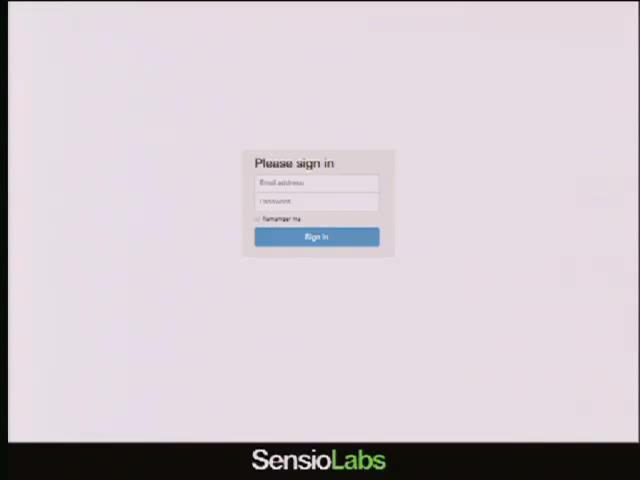 Please sign in
Email address
Password
Remember me
Sign in
SensioLabs